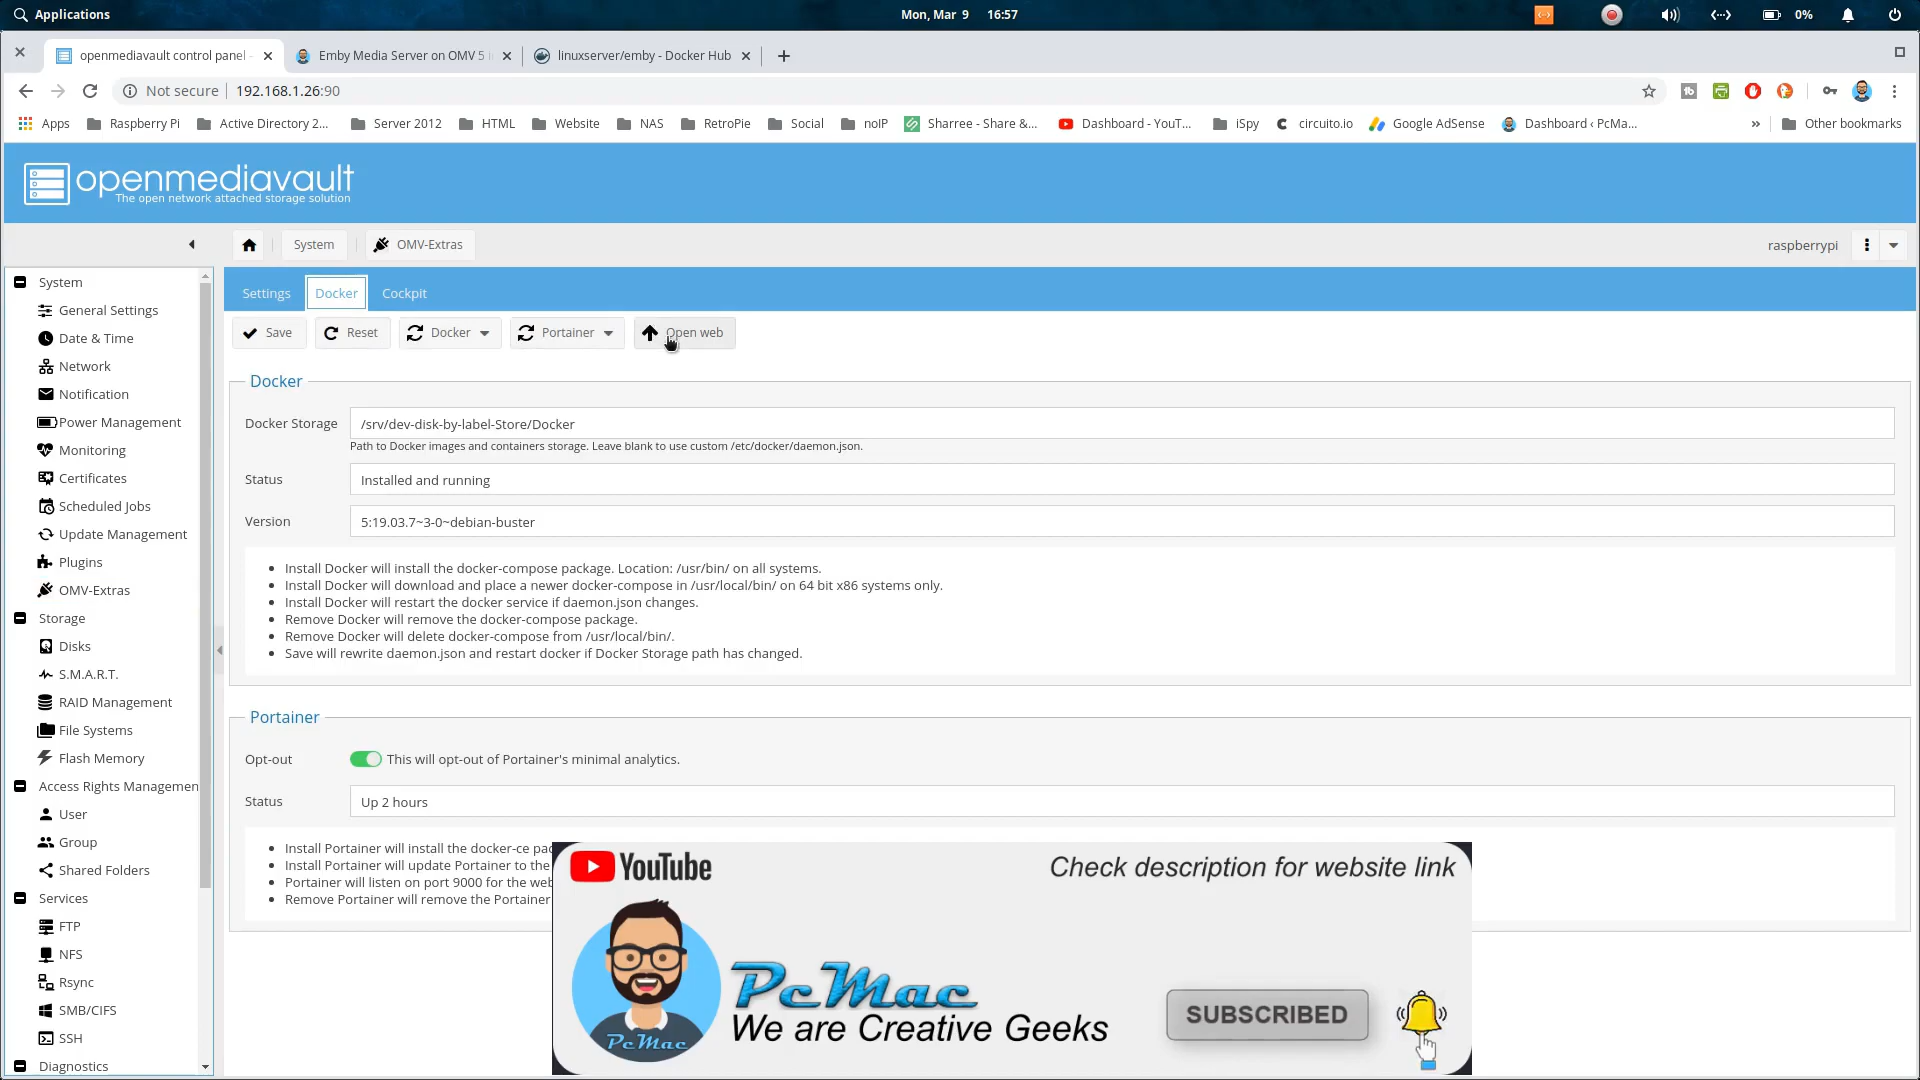 Applications
Mon, Mar 9 16:57
0%
openmediavault control panel -
Emby Media Server on OMV 5 i
linuxserver/emby - Docker Hub
Not secure 192.168.1.26:90
Apps
Raspberry Pi
Active Directory 2...
Server 2012
HTML
Website
NAS
RetroPie
Social
noIP
Sharree - Share &...
Dashboard - YouT...
iSpy
circuito.io
Google AdSense
Dashboard ‹ PcMa...
»
Other bookmarks
openmediavault
The open network attached storage solution
System
OMV-Extras
raspberrypi
System
General Settings
Date & Time
Network
Notification
Power Management
Monitoring
Certificates
Scheduled Jobs
Update Management
Plugins
OMV-Extras
Storage
Disks
S.M.A.R.T.
RAID Management
File Systems
Flash Memory
Access Rights Managemen
User
Group
Shared Folders
Services
FTP
NFS
Rsync
SMB/CIFS
SSH
Diagnostics
Settings
Docker
Cockpit
Save
Reset
Docker
Portainer
Open web
Docker
Docker Storage
/srv/dev-disk-by-label-Store/Docker
Path to Docker images and containers storage. Leave blank to use custom /etc/docker/daemon.json.
Status
Installed and running
Version
5:19.03.7~3-0~debian-buster
Install Docker will install the docker-compose package. Location: /usr/bin/ on all systems.
Install Docker will download and place a newer docker-compose in /usr/local/bin/ on 64 bit x86 systems only.
Install Docker will restart the docker service if daemon.json changes.
Remove Docker will remove the docker-compose package.
Remove Docker will delete docker-compose from /usr/local/bin/.
Save will rewrite daemon.json and restart docker if Docker Storage path has changed.
Portainer
Opt-out
This will opt-out of Portainer's minimal analytics.
Status
Up 2 hours
Install Portainer will install the docker-ce pac
Install Portainer will update Portainer to the
Portainer will listen on port 9000 for the web
Remove Portainer will remove the Portainer
YouTube
Check description for website link
PcMac
PcMac
We are Creative Geeks
SUBSCRIBED